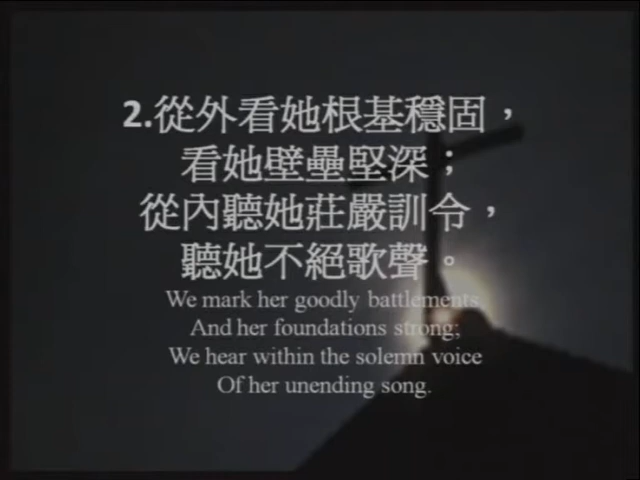 2.從外看她根基穩固，
看她壁壘堅深；
從內聽她莊嚴訓令，
聽她不絕歌聲。
We mark her goodly battlements
And her foundations strong;
We hear within the solemn voice
Of her unending song.